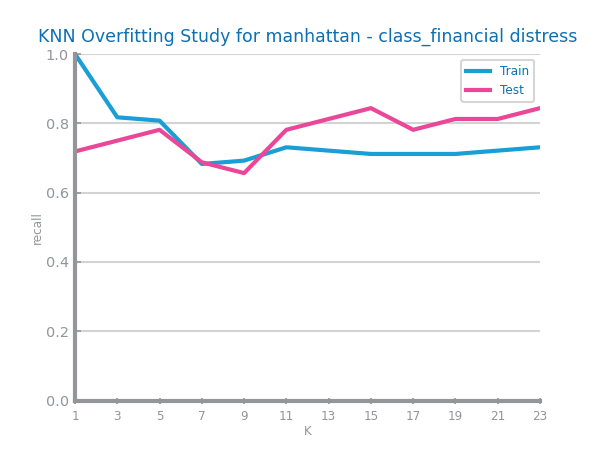 KNN Overfitting Study for manhattan - class_financial distress
1.0
Train
Test
0.8
0.6
recall
0.4
0.2
0.0
1 3 5 7 9 11 13 15 17 19 21 23
K